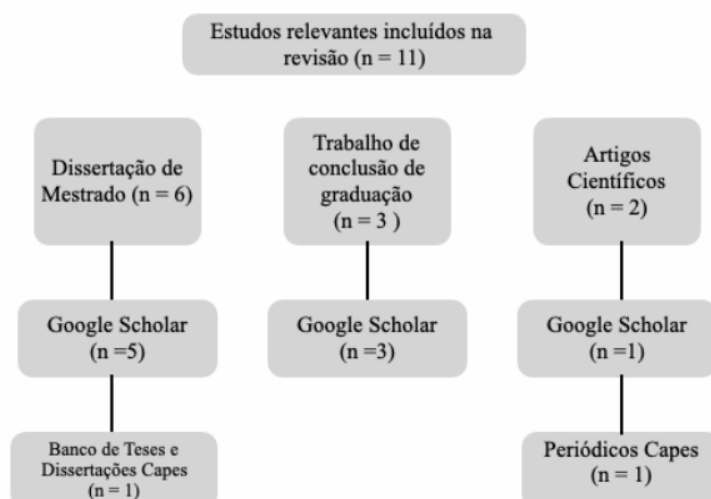 Estudos relevantes incluídos na
revisão (n = 11)
Dissertação de
Mestrado (n = 6)
Trabalho de
conclusão de
graduação
(n = 3 )
Artigos
Científicos
(n = 2)
Google Scholar
(n =5)
Google Scholar
(n =3)
Google Scholar
(n =1)
Banco de Teses e
Dissertações Capes
(n = 1)
Periódicos Capes
(n = 1)